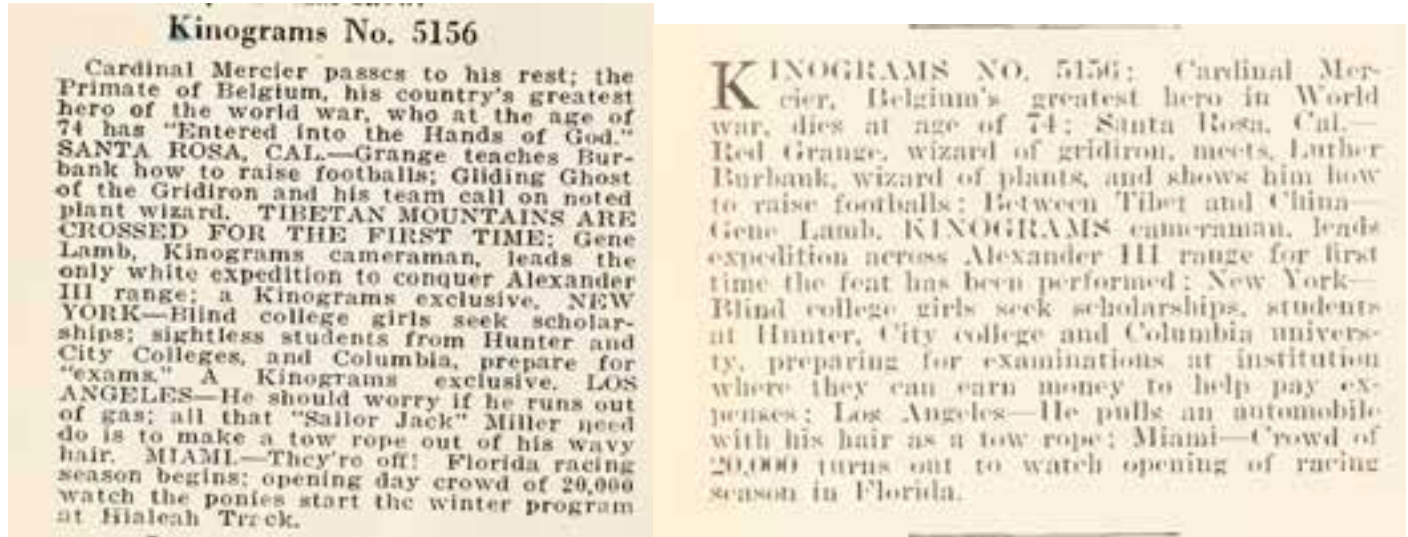 Kinograms No. 5156
Cardinal Mercier passes to his rest; the
Primate of Belgium, his country's greatest
hero of the world war, who at the age of
74 has "Entered into the Hands of God."
SANTA ROSA, CAL.—Grange teaches Bur-
bank how to raise footballs; Gliding Ghost
of the Gridiron and his team call on noted
plant wizard. TIBETAN MOUNTAINS ARE
CROSSED FOR THE FIRST TIME; Gene
Lamb, Kinograms cameraman, leads the
only white expedition to conquer Alexander
III range; a Kinograms exclusive. NEW
YORK—Blind college girls seek scholar-
ships; sightless students from Hunter and
City Colleges, and Columbia, prepare for
"exams." A Kinograms exclusive. LOS
ANGELES—He should worry if he runs out
of gas; all that "Sailor Jack" Miller need
do is to make a tow rope out of his wavy
hair. MIAMI.—They're off! Florida racing
season begins; opening day crowd of 20,000
watch the ponies start the winter program
at Hialeah Track.
KINOGRAMS NO. 5156: Cardinal Mer-
cier, Belgium's greatest hero in World
war, dies at age of 74; Santa Rosa, Cal.—
Red Grange, wizard of gridiron, meets, Luther
Burbank, wizard of plants, and shows him how
to raise footballs; Between Tibet and China—
Gene Lamb, KINOGRAMS cameraman, leads
expedition across Alexander III range for first
time the feat has been performed; New York—
Blind college girls seek scholarships, students
at Hunter, City college and Columbia univers-
ty, preparing for examinations at institution
where they can earn money to help pay ex-
penses; Los Angeles—He pulls an automobile
with his hair as a tow rope; Miami—Crowd of
20,000 turns out to watch opening of racing
season in Florida.